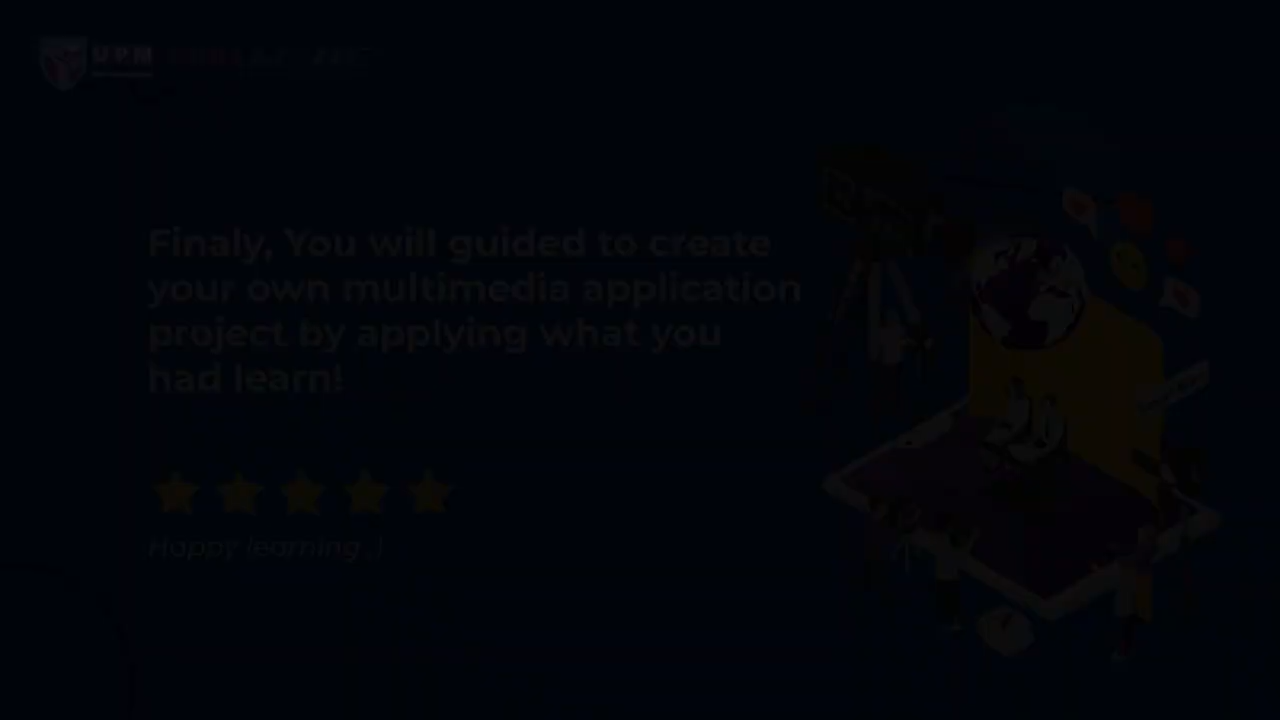 UPM
Finaly, You will guided to create
your own multimedia application
project by applying what you
had learn!
Happy learning :)